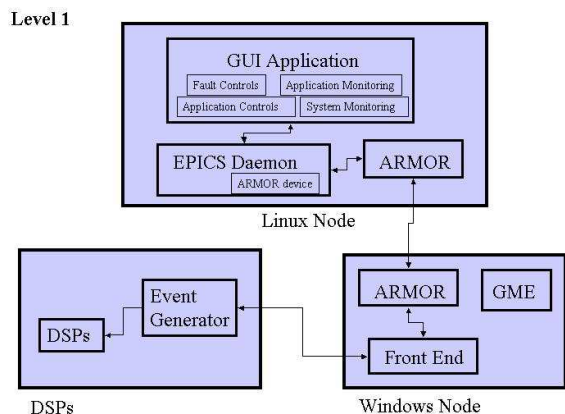 Level 1
GUI Application
Fault Controls
Application Monitoring
Application Controls
System Monitoring
EPICS Daemon
ARMOR device
ARMOR
Linux Node
Event
Generator
DSPs
DSPs
ARMOR
GME
Front End
Windows Node